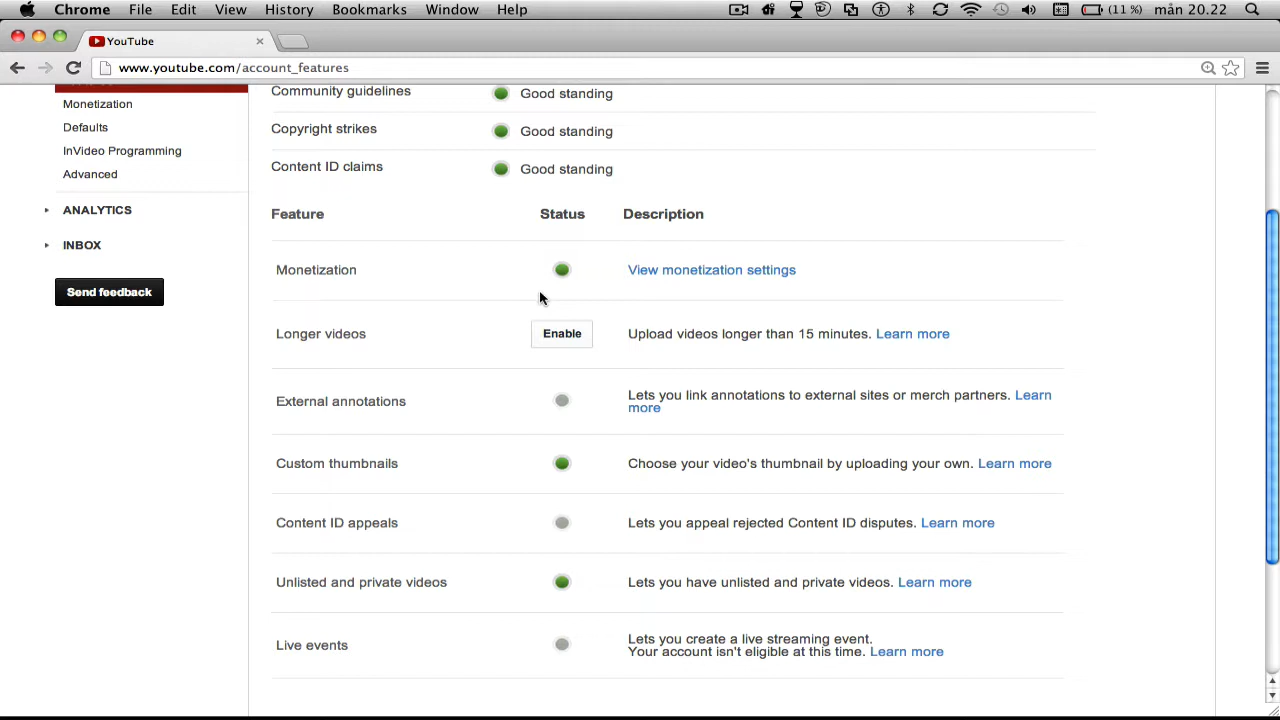 Chrome File Edit View History Bookmarks Window Help (11 %) mån 20.22
YouTube
www.youtube.com/account_features
Community guidelines Good standing
Monetization
Defaults
InVideo Programming
Advanced
ANALYTICS
INBOX
Send feedback
Copyright strikes Good standing
Content ID claims Good standing
Feature Status Description
Monetization View monetization settings
Longer videos Enable Upload videos longer than 15 minutes. Learn more
External annotations Lets you link annotations to external sites or merch partners. Learn
more
Custom thumbnails Choose your video's thumbnail by uploading your own. Learn more
Content ID appeals Lets you appeal rejected Content ID disputes. Learn more
Unlisted and private videos Lets you have unlisted and private videos. Learn more
Live events Lets you create a live streaming event.
Your account isn't eligible at this time. Learn more